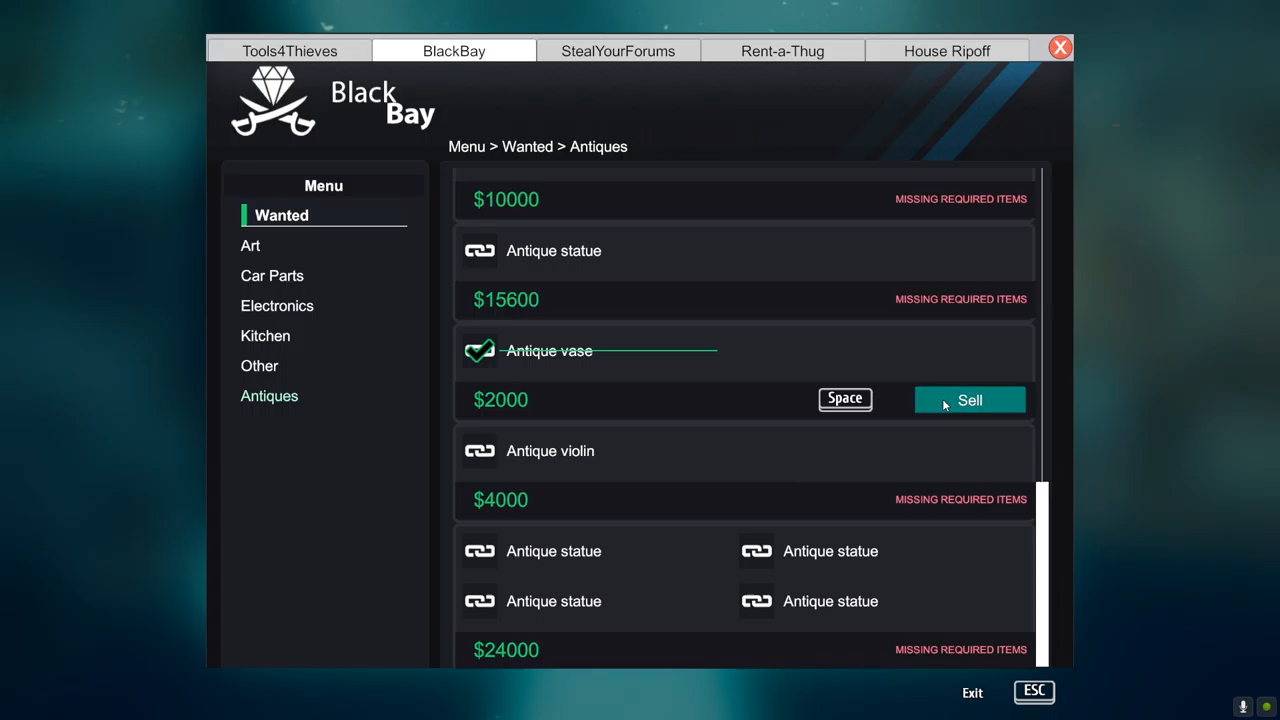 Tools4Thieves
BlackBay
StealYourForums
Rent-a-Thug
House Ripoff
X
Black
Bay
Menu > Wanted > Antiques
Menu
Wanted
Art
Car Parts
Electronics
Kitchen
Other
Antiques
$10000
MISSING REQUIRED ITEMS
Antique statue
$15600
MISSING REQUIRED ITEMS
Antique vase
$2000
Space
Sell
Antique violin
$4000
MISSING REQUIRED ITEMS
Antique statue
Antique statue
Antique statue
Antique statue
$24000
MISSING REQUIRED ITEMS
Exit
ESC